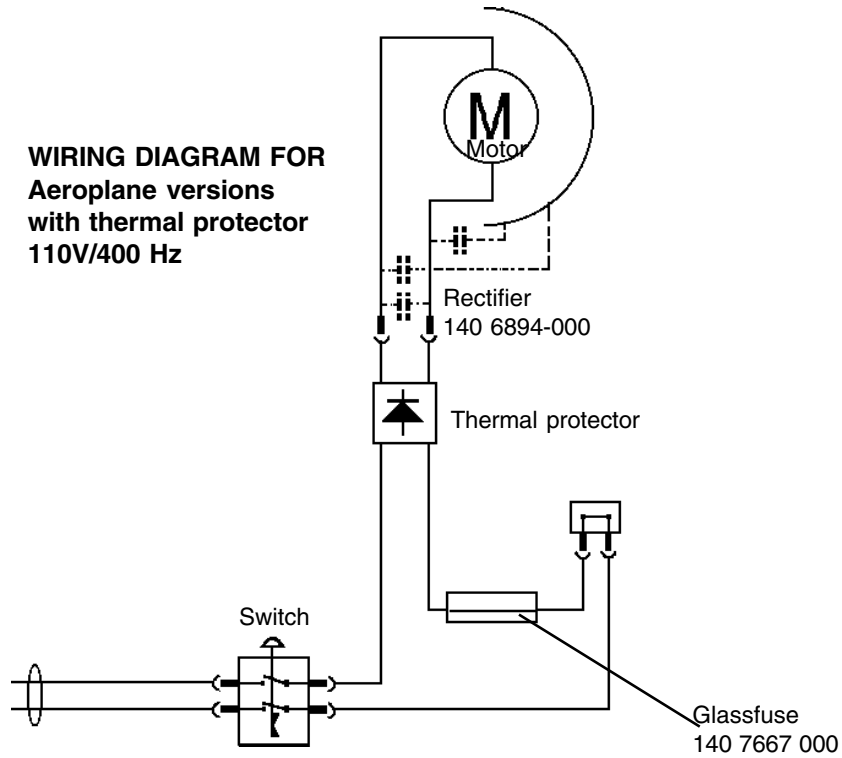 WIRING DIAGRAM FOR
Aeroplane versions
with thermal protector
110V/400 Hz
M
Motor
Rectifier
140 6894-000
Thermal protector
Switch
Glassfuse
140 7667 000